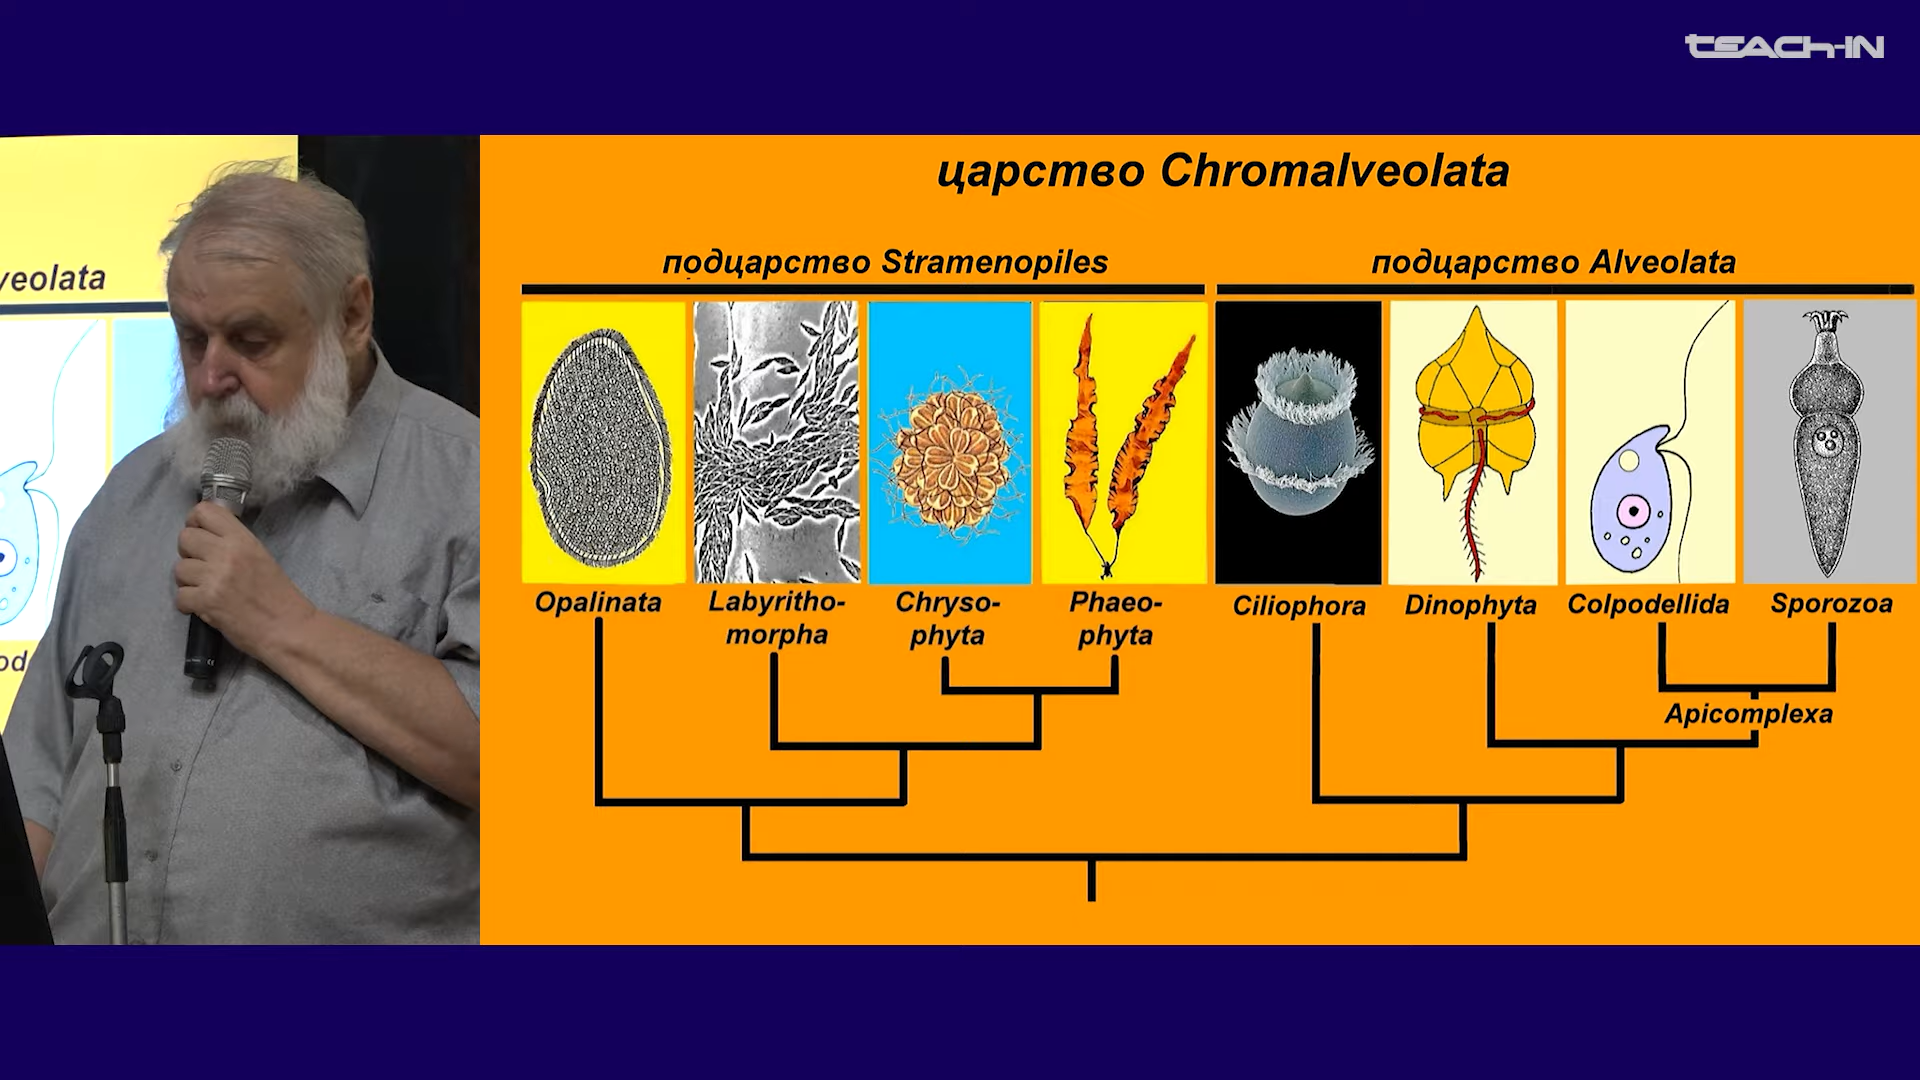 TEACH-IN
veolata
царство Chromalveolata
подцарство Stramenopiles
подцарство Alveolata
Opalinata
Labyritho-
morpha
Chryso-
phyta
Phaeo-
phyta
Ciliophora
Dinophyta
Colpodellida
Sporozoa
Apicomplexa